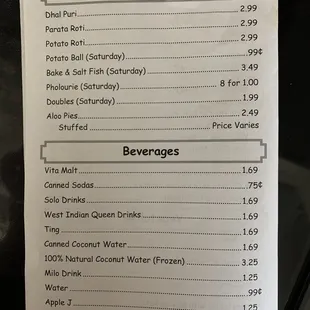 Dhal Puri 2.99
Parata Roti 2.99
Potato Roti 2.99
Potato Ball (Saturday) .99¢
Bake & Salt Fish (Saturday) 3.49
Pholourie (Saturday) 8 for 1.00
Doubles (Saturday) 1.99
Aloo Pies 2.49
Stuffed Price Varies
Beverages
Vita Malt 1.69
Canned Sodas .75¢
Solo Drinks 1.69
West Indian Queen Drinks 1.69
Ting 1.69
Canned Coconut Water 1.69
100% Natural Coconut Water (Frozen) 3.25
Milo Drink 1.25
Water .99¢
Apple J 1.25